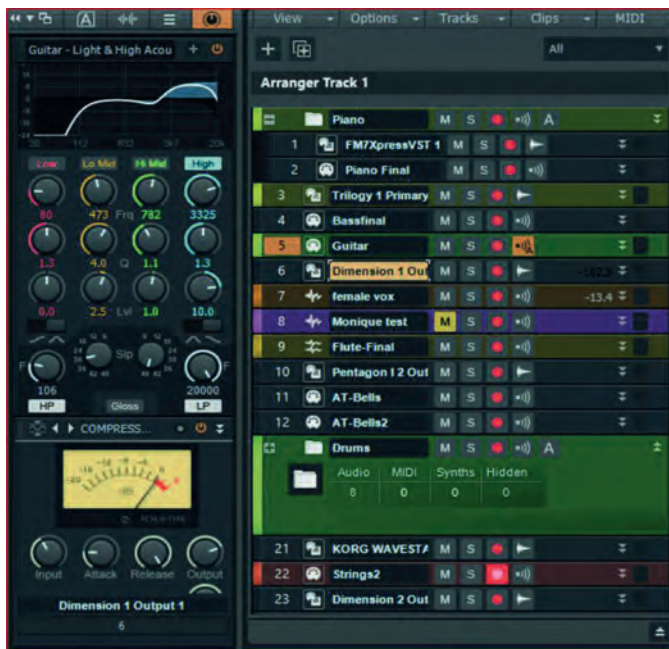 View Options Tracks Clips MIDI
Guitar - Light & High Acou
All
Arranger Track 1
Piano M S A
1 FM7XpressVST 1 M S
2 Piano Final M S
3 Trilogy 1 Primary M S
4 Bassfinal M S
5 Guitar M S A
6 Dimension 1 Out M S
7 female vox M S -13.4
8 Monique test M S
9 Flute-Final M S
10 Pentagon I 2 Out M S
11 AT-Bells M S
12 AT-Bells2 M S
Drums M S A
Audio MIDI Synths Hidden
8 0 0 0
21 KORG WAVESTA M S
22 Strings2 M S
23 Dimension 2 Out M S
Low Lo Mid Hi Mid High
80 473 Frq 782 3325
1.3 4.0 Q 1.1 1.3
0.0 2.5 Lvl 1.0 10.0
F Slp F
106 20000
HP Gloss LP
COMPRESS...
Input Attack Release Output
Dimension 1 Output 1
6